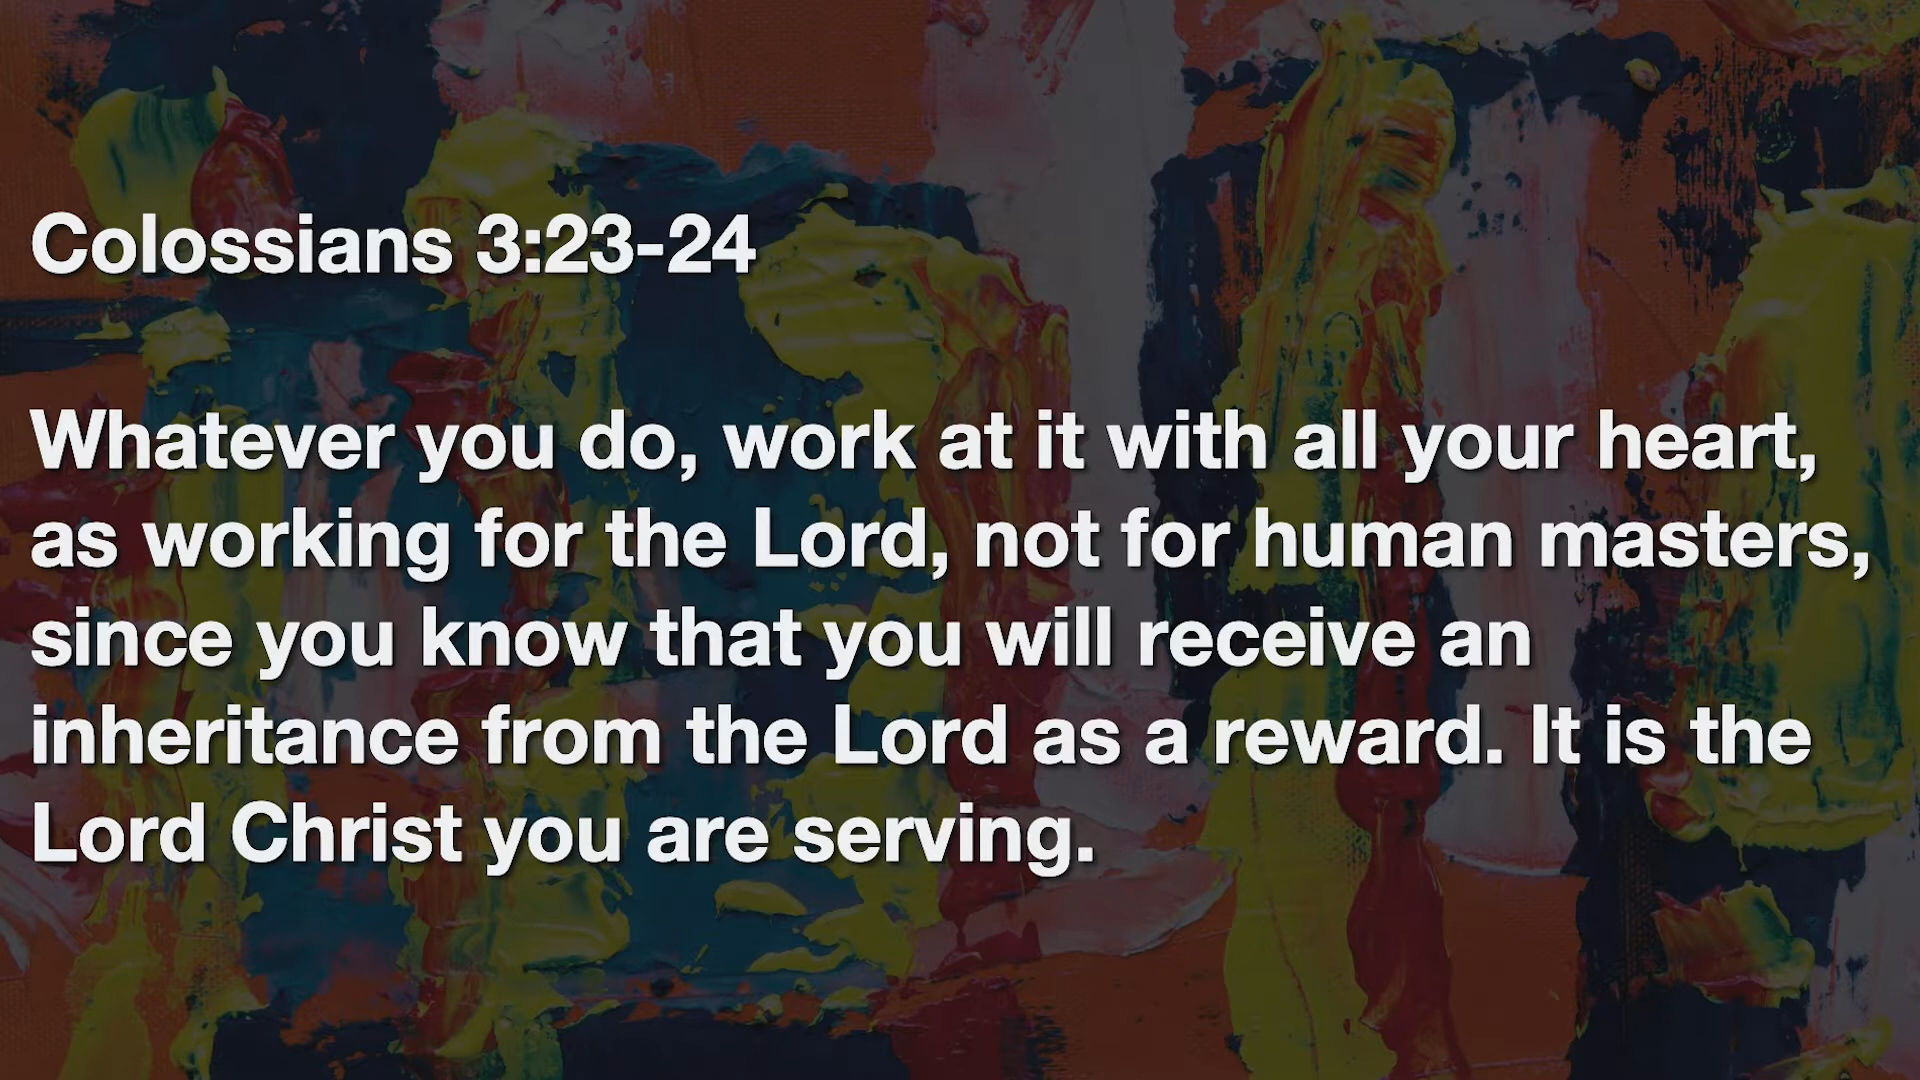 Colossians 3:23-24
Whatever you do, work at it with all your heart,
as working for the Lord, not for human masters,
since you know that you will receive an
inheritance from the Lord as a reward. It is the
Lord Christ you are serving.